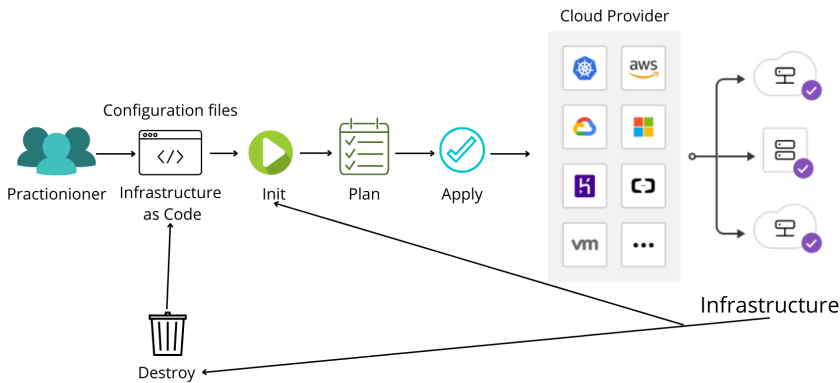 Cloud Provider
Configuration files
aws
Practionioner
Infrastructure
as Code
Init
Plan
Apply
vm
Infrastructure
Destroy